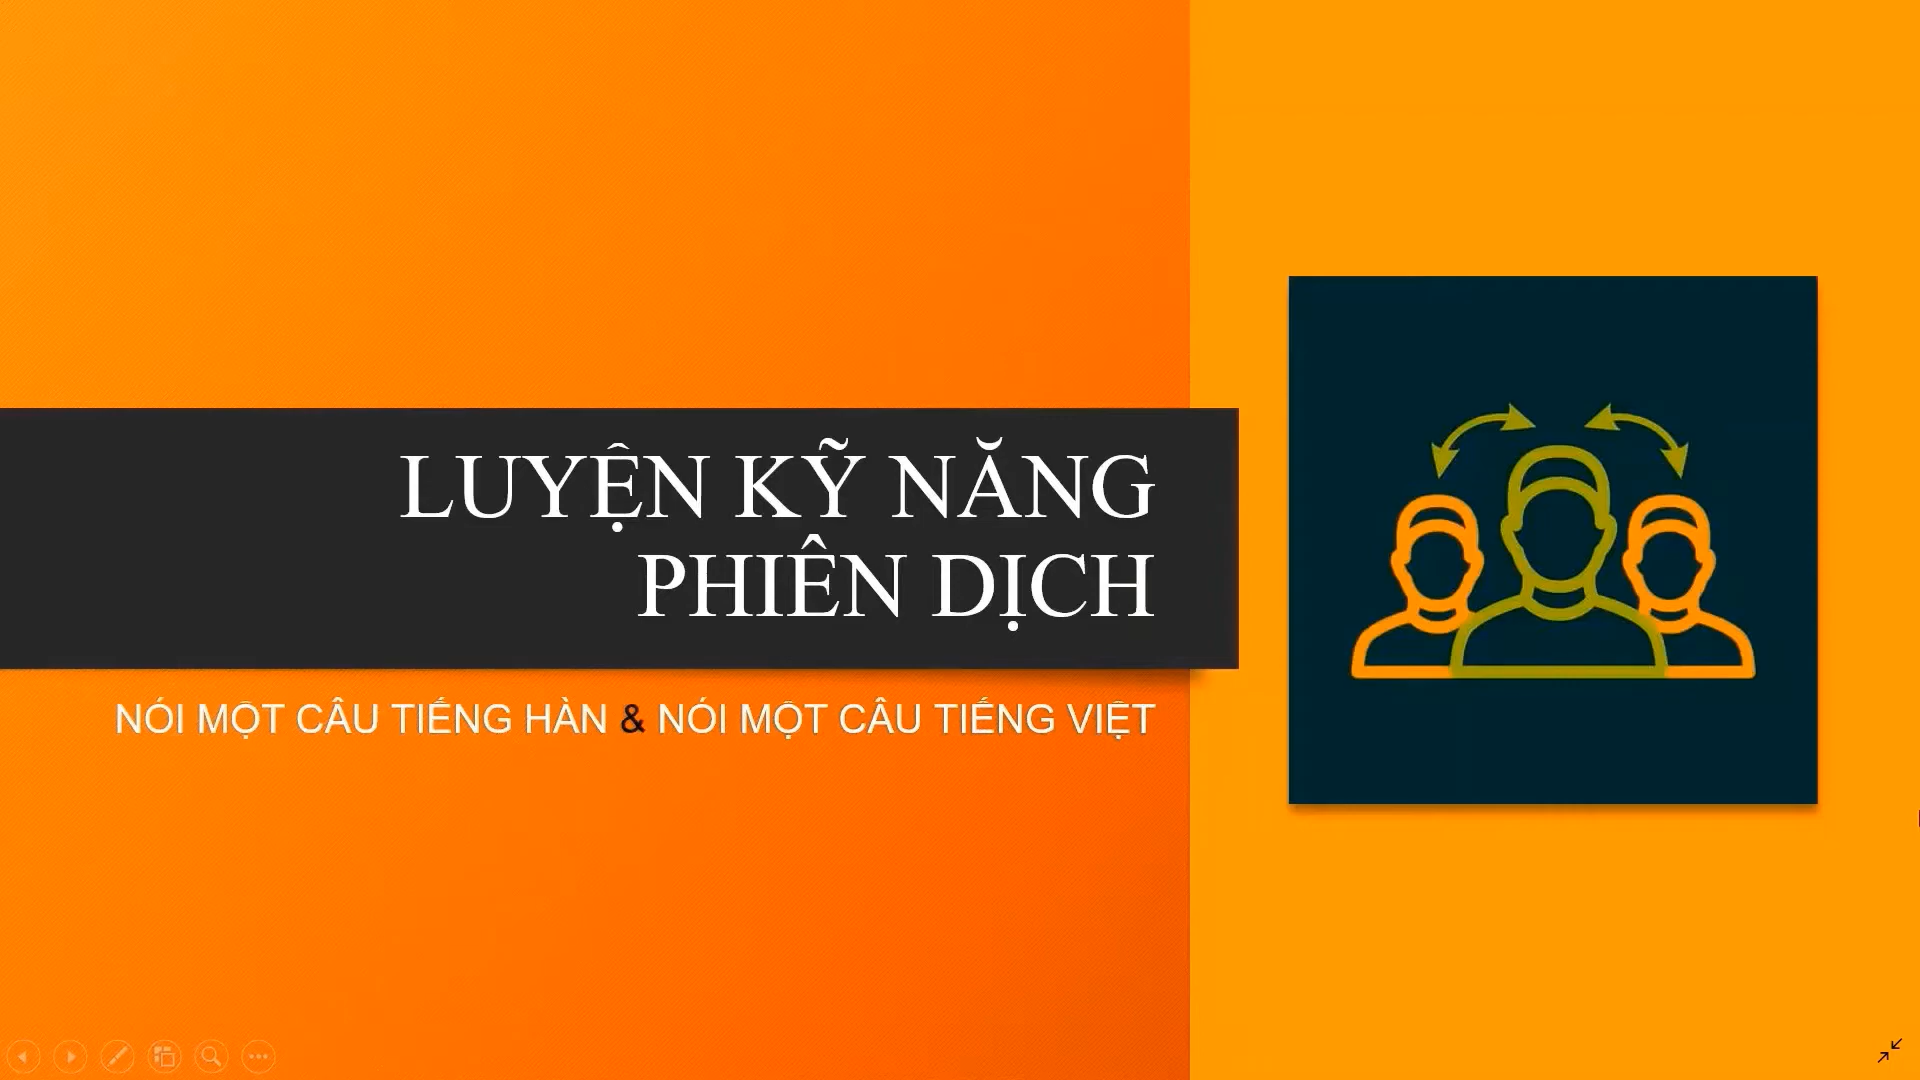 LUYỆN KỸ NĂNG
PHIÊN DỊCH
NÓI MỘT CÂU TIẾNG HÀN & NÓI MỘT CÂU TIẾNG VIỆT